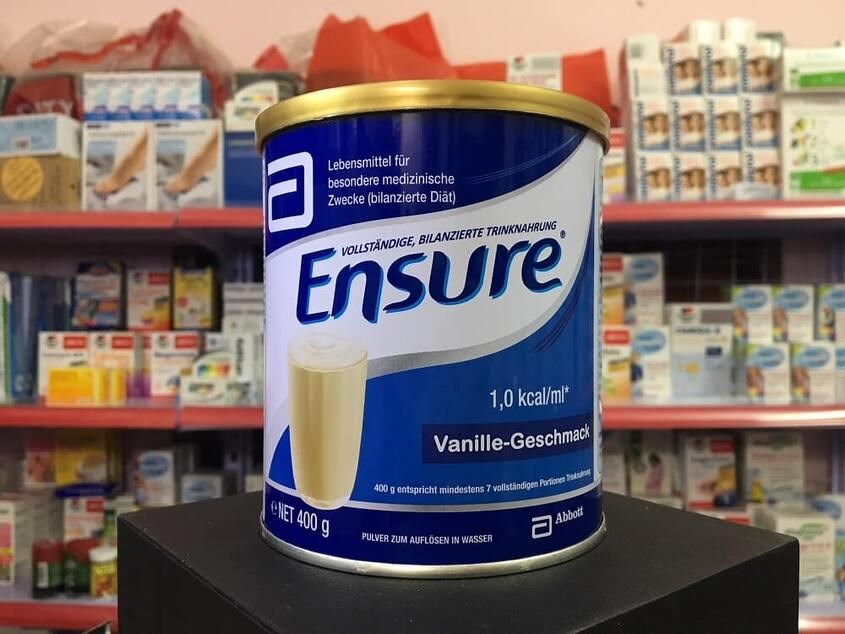 Lebensmittel für
besondere medizinische
Zwecke (bilanzierte Diät)
VOLLSTÄNDIGE, BILANZIERTE TRINKNAHRUNG
Ensure®
1,0 kcal/ml*
Vanille-Geschmack
400 g entspricht mindestens 7 vollständigen Portionen Trinknahrung
℮ NET 400 g
PULVER ZUM AUFLÖSEN IN WASSER
Abbott